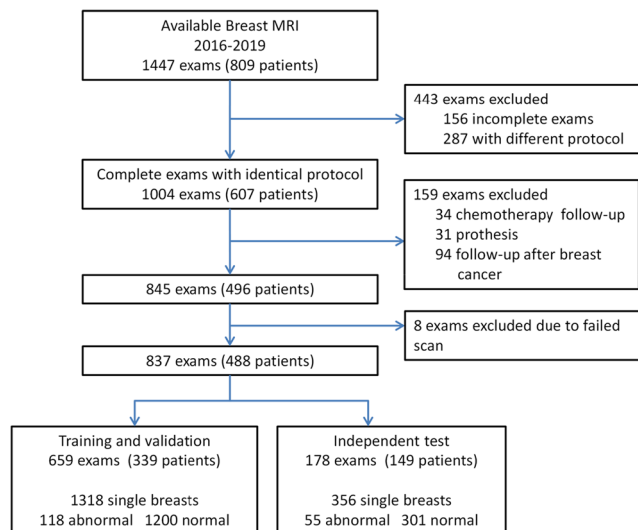 Available Breast MRI
2016-2019
1447 exams (809 patients)
443 exams excluded
156 incomplete exams
287 with different protocol
Complete exams with identical protocol
1004 exams (607 patients)
159 exams excluded
34 chemotherapy follow-up
31 prothesis
94 follow-up after breast
cancer
845 exams (496 patients)
8 exams excluded due to failed
scan
837 exams (488 patients)
Training and validation
659 exams (339 patients)
1318 single breasts
118 abnormal 1200 normal
Independent test
178 exams (149 patients)
356 single breasts
55 abnormal 301 normal